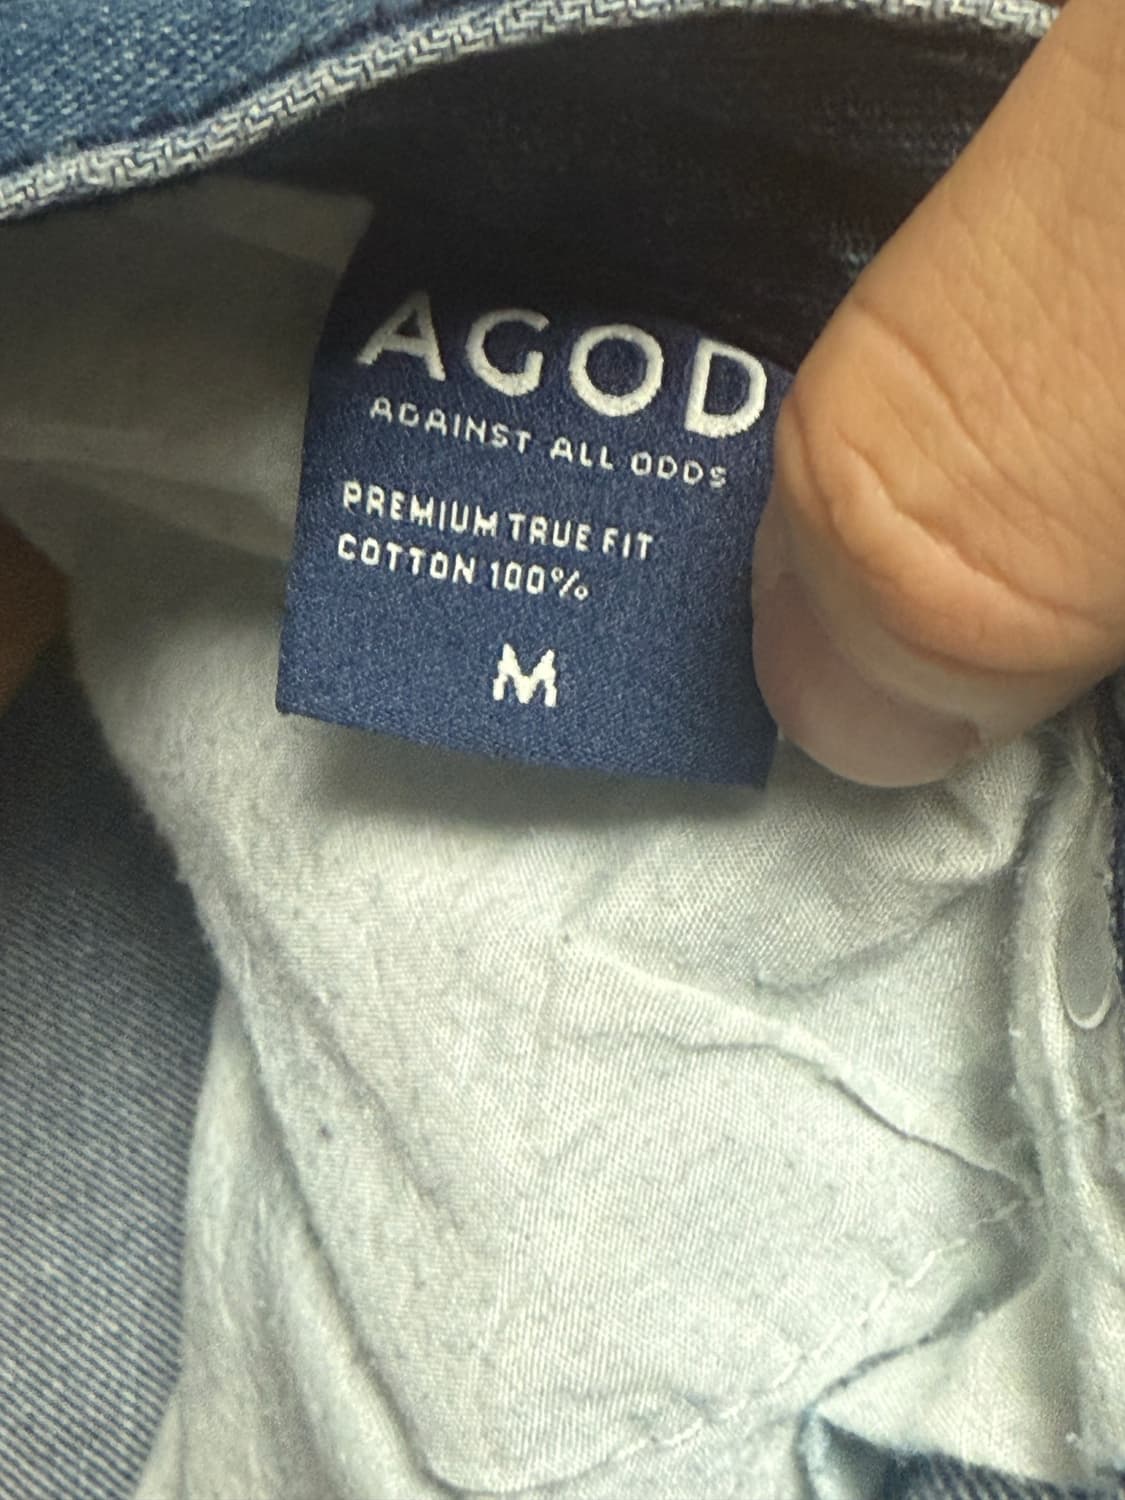 AGOD
AGAINST ALL ODDS
PREMIUM TRUE FIT
COTTON 100%
M